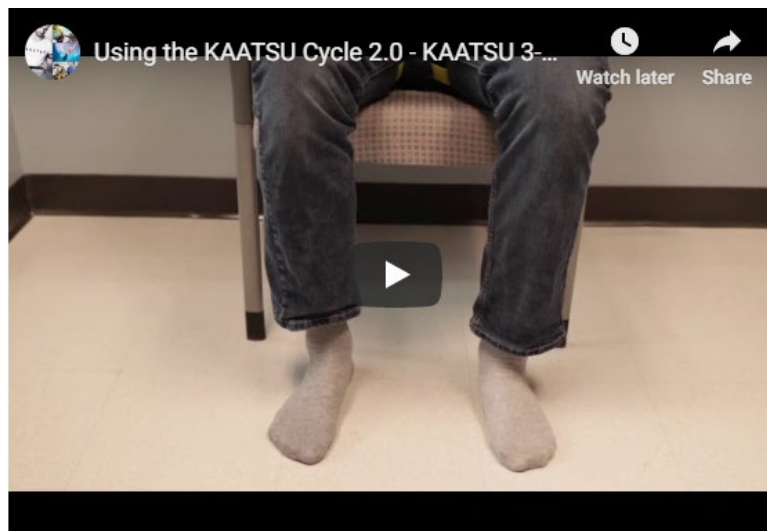 Using the KAATSU Cycle 2.0 - KAATSU 3-...
Watch later
Share